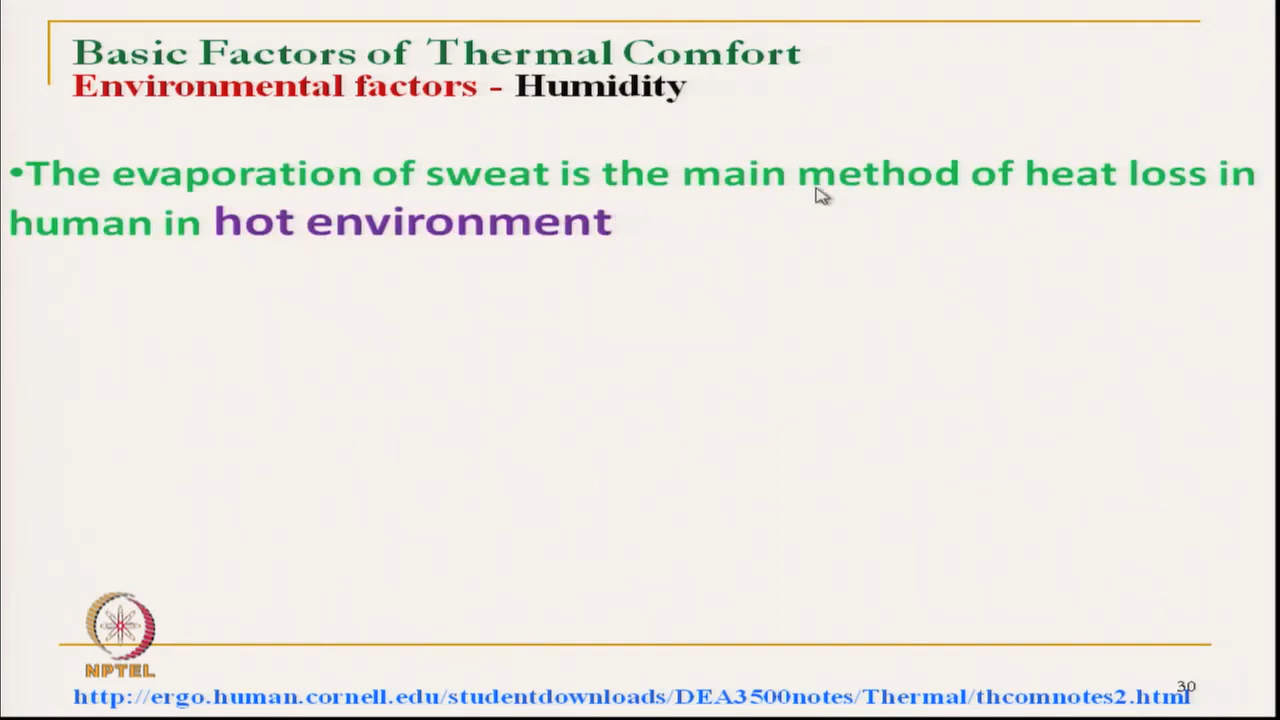 Basic Factors of Thermal Comfort
Environmental factors - Humidity
•The evaporation of sweat is the main method of heat loss in
human in hot environment
NPTEL
30
http://ergo.human.cornell.edu/studentdownloads/DEA3500notes/Thermal/thcomnotes2.html